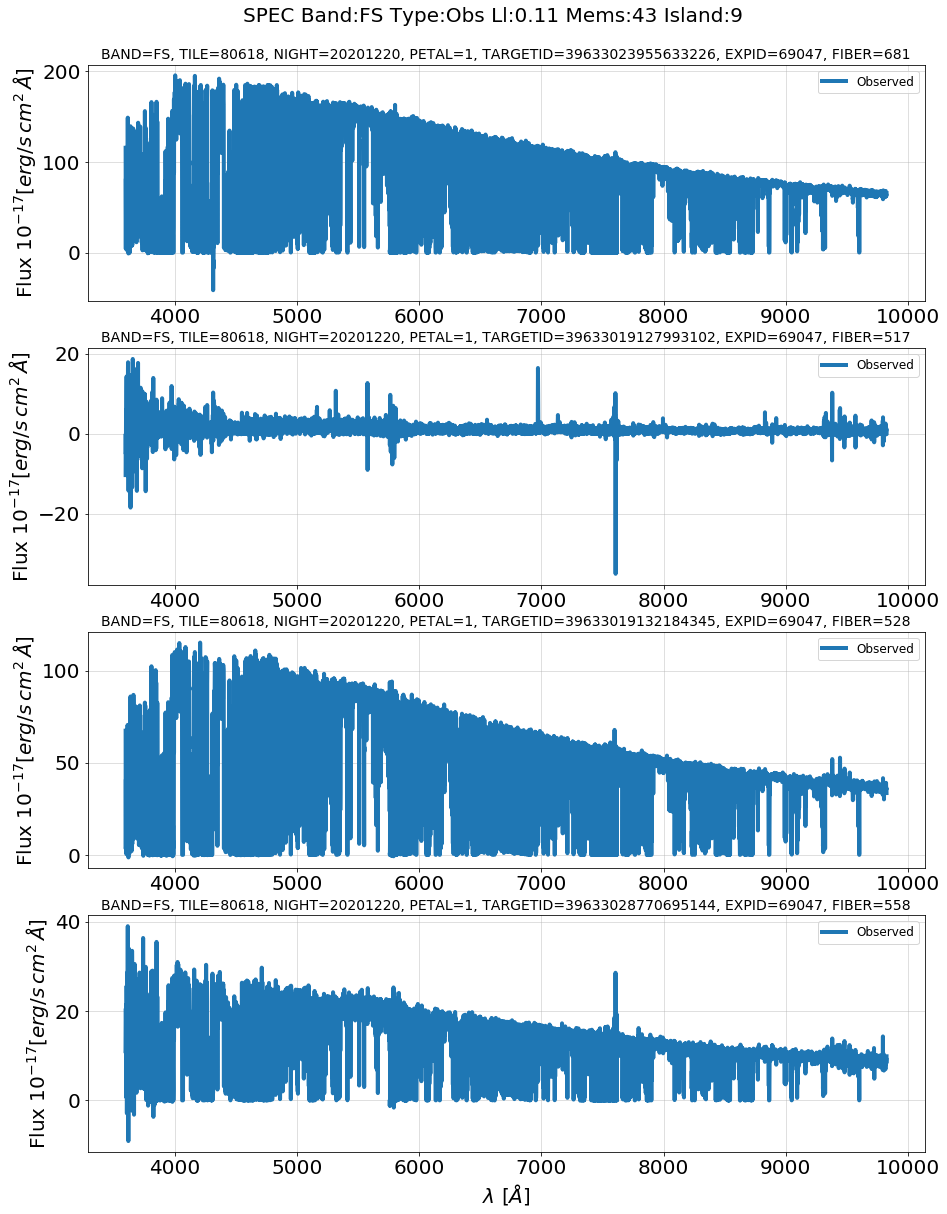 SPEC Band:FS Type:Obs Ll:0.11 Mems:43 Island:9
BAND=FS, TILE=80618, NIGHT=20201220, PETAL=1, TARGETID=39633023955633226, EXPID=69047, FIBER=681
200
100
0
Flux 10^{-17}[erg/s cm^2 Å]
Observed
4000 5000 6000 7000 8000 9000 10000
BAND=FS, TILE=80618, NIGHT=20201220, PETAL=1, TARGETID=39633019127993102, EXPID=69047, FIBER=517
20
0
−20
Flux 10^{-17}[erg/s cm^2 Å]
Observed
4000 5000 6000 7000 8000 9000 10000
BAND=FS, TILE=80618, NIGHT=20201220, PETAL=1, TARGETID=39633019132184345, EXPID=69047, FIBER=528
100
50
0
Flux 10^{-17}[erg/s cm^2 Å]
Observed
4000 5000 6000 7000 8000 9000 10000
BAND=FS, TILE=80618, NIGHT=20201220, PETAL=1, TARGETID=39633028770695144, EXPID=69047, FIBER=558
40
20
0
Flux 10^{-17}[erg/s cm^2 Å]
Observed
4000 5000 6000 7000 8000 9000 10000
λ [Å]